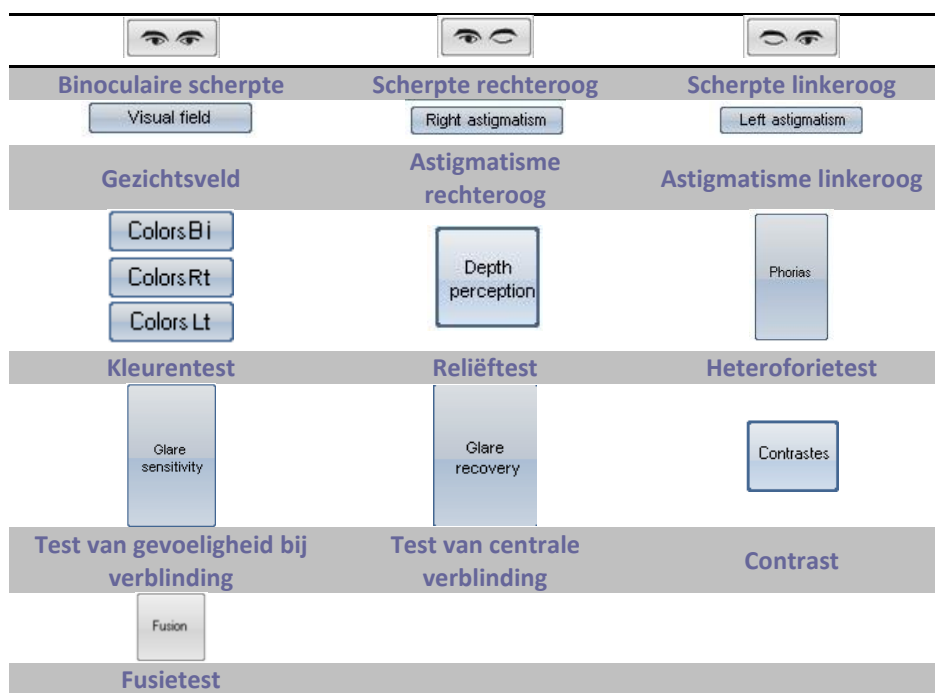 Binoculaire scherpte
Scherpte rechteroog
Scherpte linkeroog
Visual field
Right astigmatism
Left astigmatism
Gezichtsveld
Astigmatisme
rechteroog
Astigmatisme linkeroog
Colors Bi
Colors Rt
Colors Lt
Depth
perception
Phorias
Kleurentest
Reliëftest
Heteroforietest
Glare
sensitivity
Glare
recovery
Contrastes
Test van gevoeligheid bij
verblinding
Test van centrale
verblinding
Contrast
Fusion
Fusietest